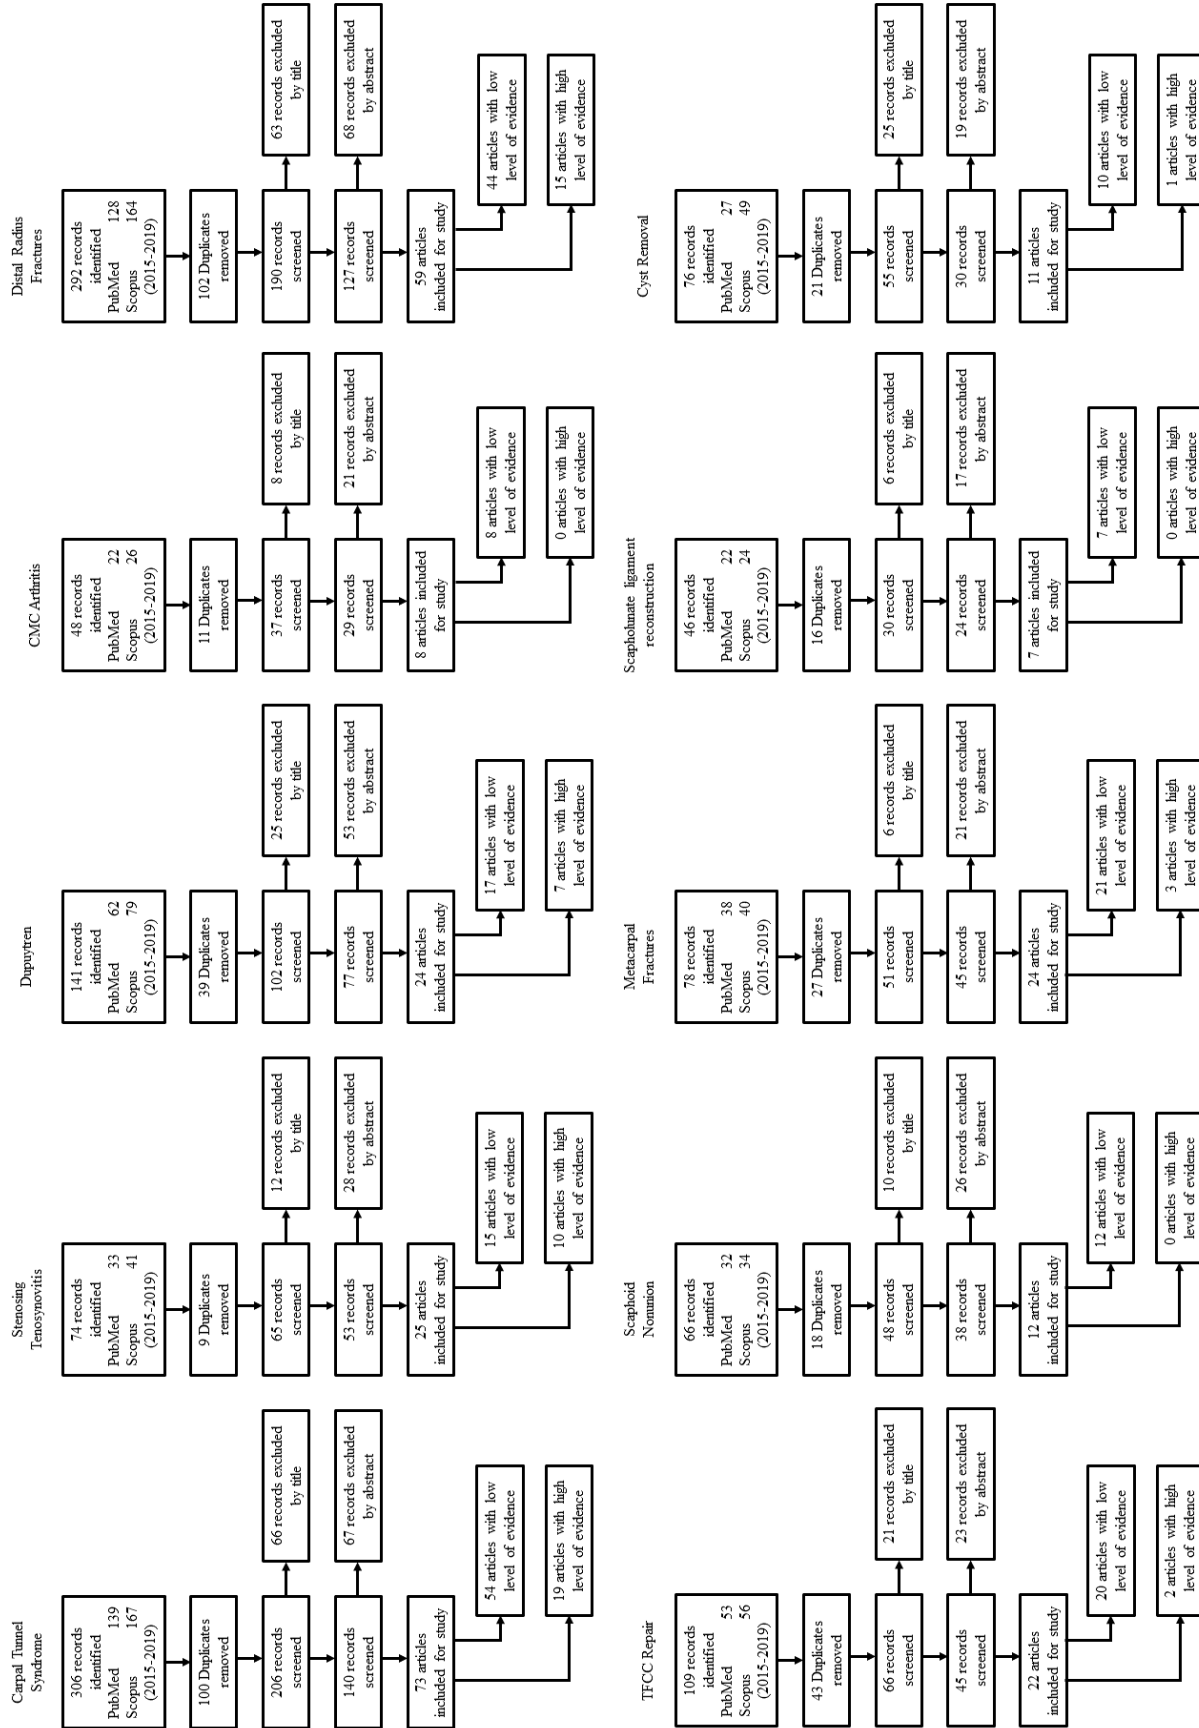 Carpal Tunnel
Syndrome
306 records
identified
PubMed 139
Scopus 167
(2015-2019)
100 Duplicates
removed
206 records
screened
66 records excluded
by title
140 records
screened
67 records excluded
by abstract
73 articles
included for study
54 articles with low
level of evidence
19 articles with high
level of evidence
Stenosing
Tenosynovitis
74 records
identified
PubMed 33
Scopus 41
(2015-2019)
9 Duplicates
removed
65 records
screened
12 records excluded
by title
53 records
screened
28 records excluded
by abstract
25 articles
included for study
15 articles with low
level of evidence
10 articles with high
level of evidence
Dupuytren
141 records
identified
PubMed 62
Scopus 79
(2015-2019)
39 Duplicates
removed
102 records
screened
25 records excluded
by title
77 records
screened
53 records excluded
by abstract
24 articles
included for study
17 articles with low
level of evidence
7 articles with high
level of evidence
CMC Arthritis
48 records
identified
PubMed 22
Scopus 26
(2015-2019)
11 Duplicates
removed
37 records
screened
8 records excluded
by title
29 records
screened
21 records excluded
by abstract
8 articles included
for study
8 articles with low
level of evidence
0 articles with high
level of evidence
Distal Radius
Fractures
292 records
identified
PubMed 128
Scopus 164
(2015-2019)
102 Duplicates
removed
190 records
screened
63 records excluded
by title
127 records
screened
68 records excluded
by abstract
59 articles
included for study
44 articles with low
level of evidence
15 articles with high
level of evidence
TFCC Repair
109 records
identified
PubMed 53
Scopus 56
(2015-2019)
43 Duplicates
removed
66 records
screened
21 records excluded
by title
45 records
screened
23 records excluded
by abstract
22 articles
included for study
20 articles with low
level of evidence
2 articles with high
level of evidence
Scaphoid
Nonunion
66 records
identified
PubMed 32
Scopus 34
(2015-2019)
18 Duplicates
removed
48 records
screened
10 records excluded
by title
38 records
screened
26 records excluded
by abstract
12 articles
included for study
12 articles with low
level of evidence
0 articles with high
level of evidence
Metacarpal
Fractures
78 records
identified
PubMed 38
Scopus 40
(2015-2019)
27 Duplicates
removed
51 records
screened
6 records excluded
by title
45 records
screened
21 records excluded
by abstract
24 articles
included for study
21 articles with low
level of evidence
3 articles with high
level of evidence
Scapholunate ligament
reconstruction
46 records
identified
PubMed 22
Scopus 24
(2015-2019)
16 Duplicates
removed
30 records
screened
6 records excluded
by title
24 records
screened
17 records excluded
by abstract
7 articles included
for study
7 articles with low
level of evidence
0 articles with high
level of evidence
Cyst Removal
76 records
identified
PubMed 27
Scopus 49
(2015-2019)
21 Duplicates
removed
55 records
screened
25 records excluded
by title
30 records
screened
19 records excluded
by abstract
11 articles
included for study
10 articles with low
level of evidence
1 articles with high
level of evidence